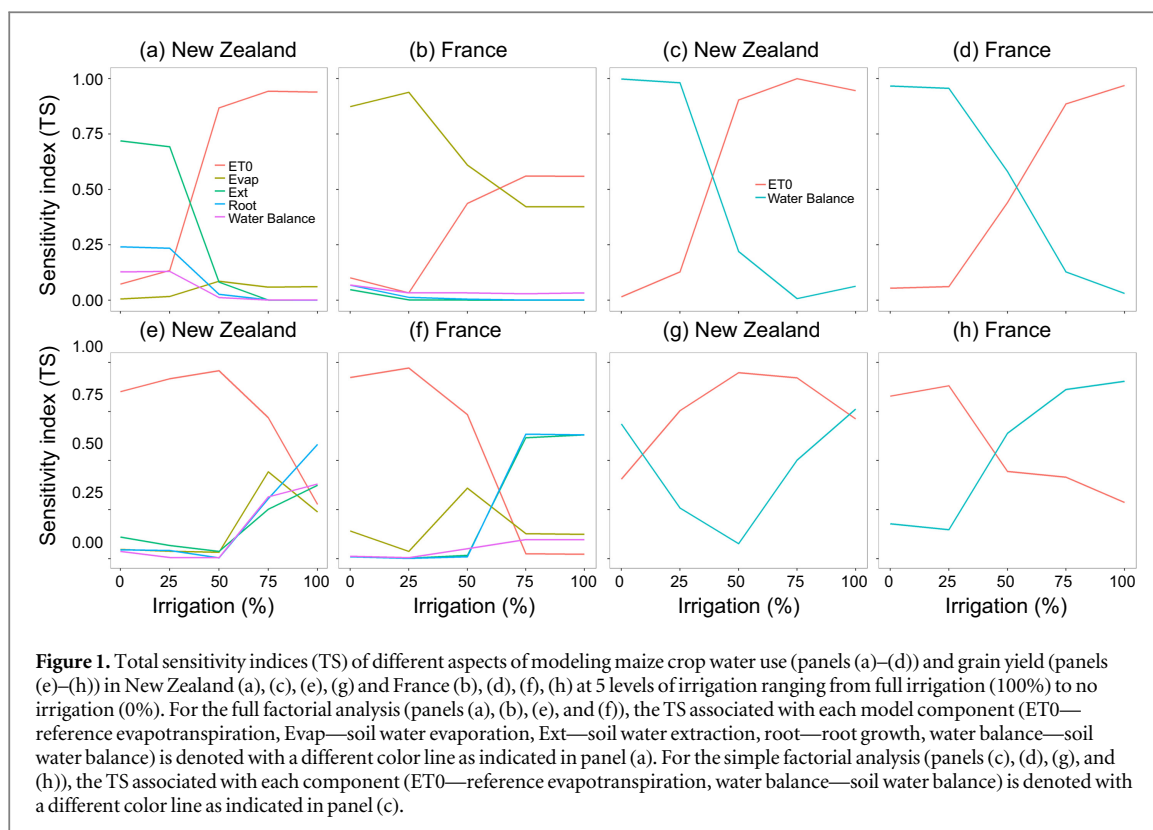 (a) New Zealand
(b) France
(c) New Zealand
(d) France
Sensitivity index (TS)
1.00
0.75
0.50
0.25
0.00
ET0
Evap
Ext
Root
Water Balance
ET0
Water Balance
(e) New Zealand
(f) France
(g) New Zealand
(h) France
Sensitivity index (TS)
1.00
0.75
0.50
0.25
0.00
0 25 50 75 100
0 25 50 75 100
0 25 50 75 100
0 25 50 75 100
Irrigation (%)
Irrigation (%)
Irrigation (%)
Irrigation (%)
Figure 1. Total sensitivity indices (TS) of different aspects of modeling maize crop water use (panels (a)–(d)) and grain yield (panels
(e)–(h)) in New Zealand (a), (c), (e), (g) and France (b), (d), (f), (h) at 5 levels of irrigation ranging from full irrigation (100%) to no
irrigation (0%). For the full factorial analysis (panels (a), (b), (e), and (f)), the TS associated with each model component (ET0—
reference evapotranspiration, Evap—soil water evaporation, Ext—soil water extraction, root—root growth, water balance—soil
water balance) is denoted with a different color line as indicated in panel (a). For the simple factorial analysis (panels (c), (d), (g), and
(h)), the TS associated with each component (ET0—reference evapotranspiration, water balance—soil water balance) is denoted with
a different color line as indicated in panel (c).